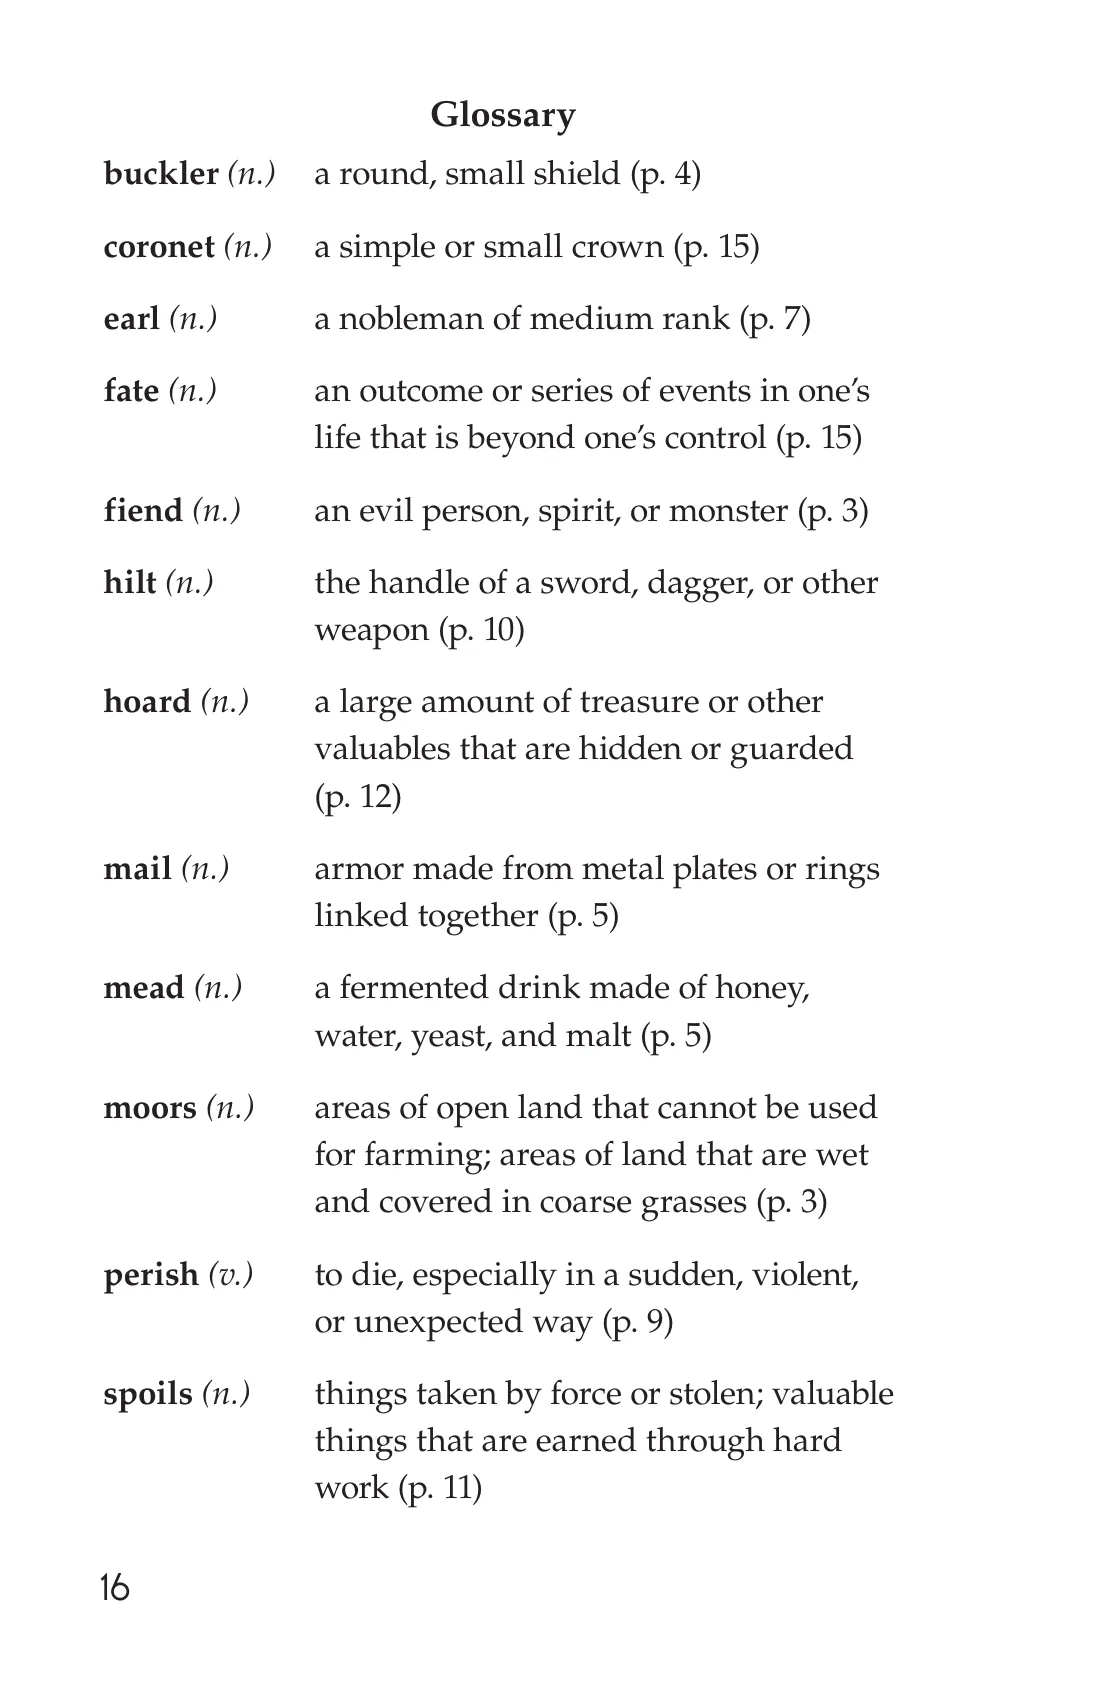 Glossary
buckler (n.) a round, small shield (p. 4)
coronet (n.) a simple or small crown (p. 15)
earl (n.) a nobleman of medium rank (p. 7)
fate (n.) an outcome or series of events in one’s
life that is beyond one’s control (p. 15)
fiend (n.) an evil person, spirit, or monster (p. 3)
hilt (n.) the handle of a sword, dagger, or other
weapon (p. 10)
hoard (n.) a large amount of treasure or other
valuables that are hidden or guarded
(p. 12)
mail (n.) armor made from metal plates or rings
linked together (p. 5)
mead (n.) a fermented drink made of honey,
water, yeast, and malt (p. 5)
moors (n.) areas of open land that cannot be used
for farming; areas of land that are wet
and covered in coarse grasses (p. 3)
perish (v.) to die, especially in a sudden, violent,
or unexpected way (p. 9)
spoils (n.) things taken by force or stolen; valuable
things that are earned through hard
work (p. 11)
16